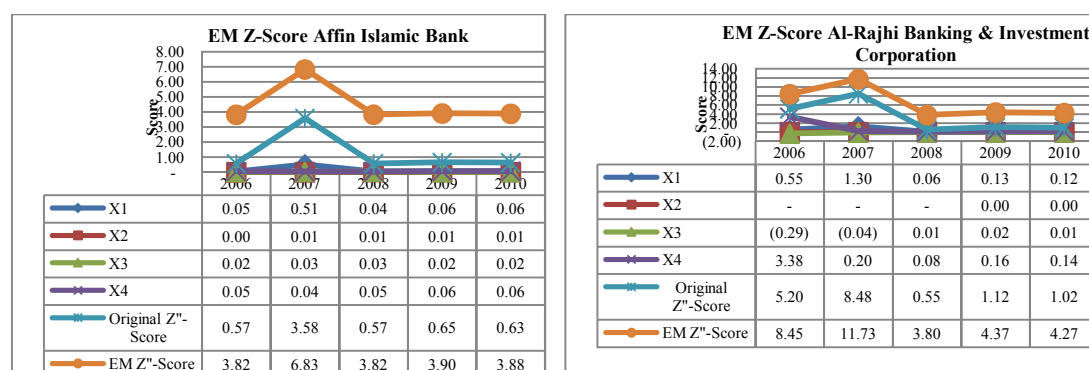 EM Z-Score Affin Islamic Bank
8.00
7.00
6.00
5.00
4.00
3.00
2.00
1.00
-
Score
2006 2007 2008 2009 2010
X1 0.05 0.51 0.04 0.06 0.06
X2 0.00 0.01 0.01 0.01 0.01
X3 0.02 0.03 0.03 0.02 0.02
X4 0.05 0.04 0.05 0.06 0.06
Original Z"-
Score 0.57 3.58 0.57 0.65 0.63
EM Z"-Score 3.82 6.83 3.82 3.90 3.88
EM Z-Score Al-Rajhi Banking & Investment
Corporation
14.00
12.00
10.00
8.00
6.00
4.00
2.00
-
(2.00)
Score
2006 2007 2008 2009 2010
X1 0.55 1.30 0.06 0.13 0.12
X2 - - - 0.00 0.00
X3 (0.29) (0.04) 0.01 0.02 0.01
X4 3.38 0.20 0.08 0.16 0.14
Original
Z"-Score 5.20 8.48 0.55 1.12 1.02
EM Z"-Score 8.45 11.73 3.80 4.37 4.27